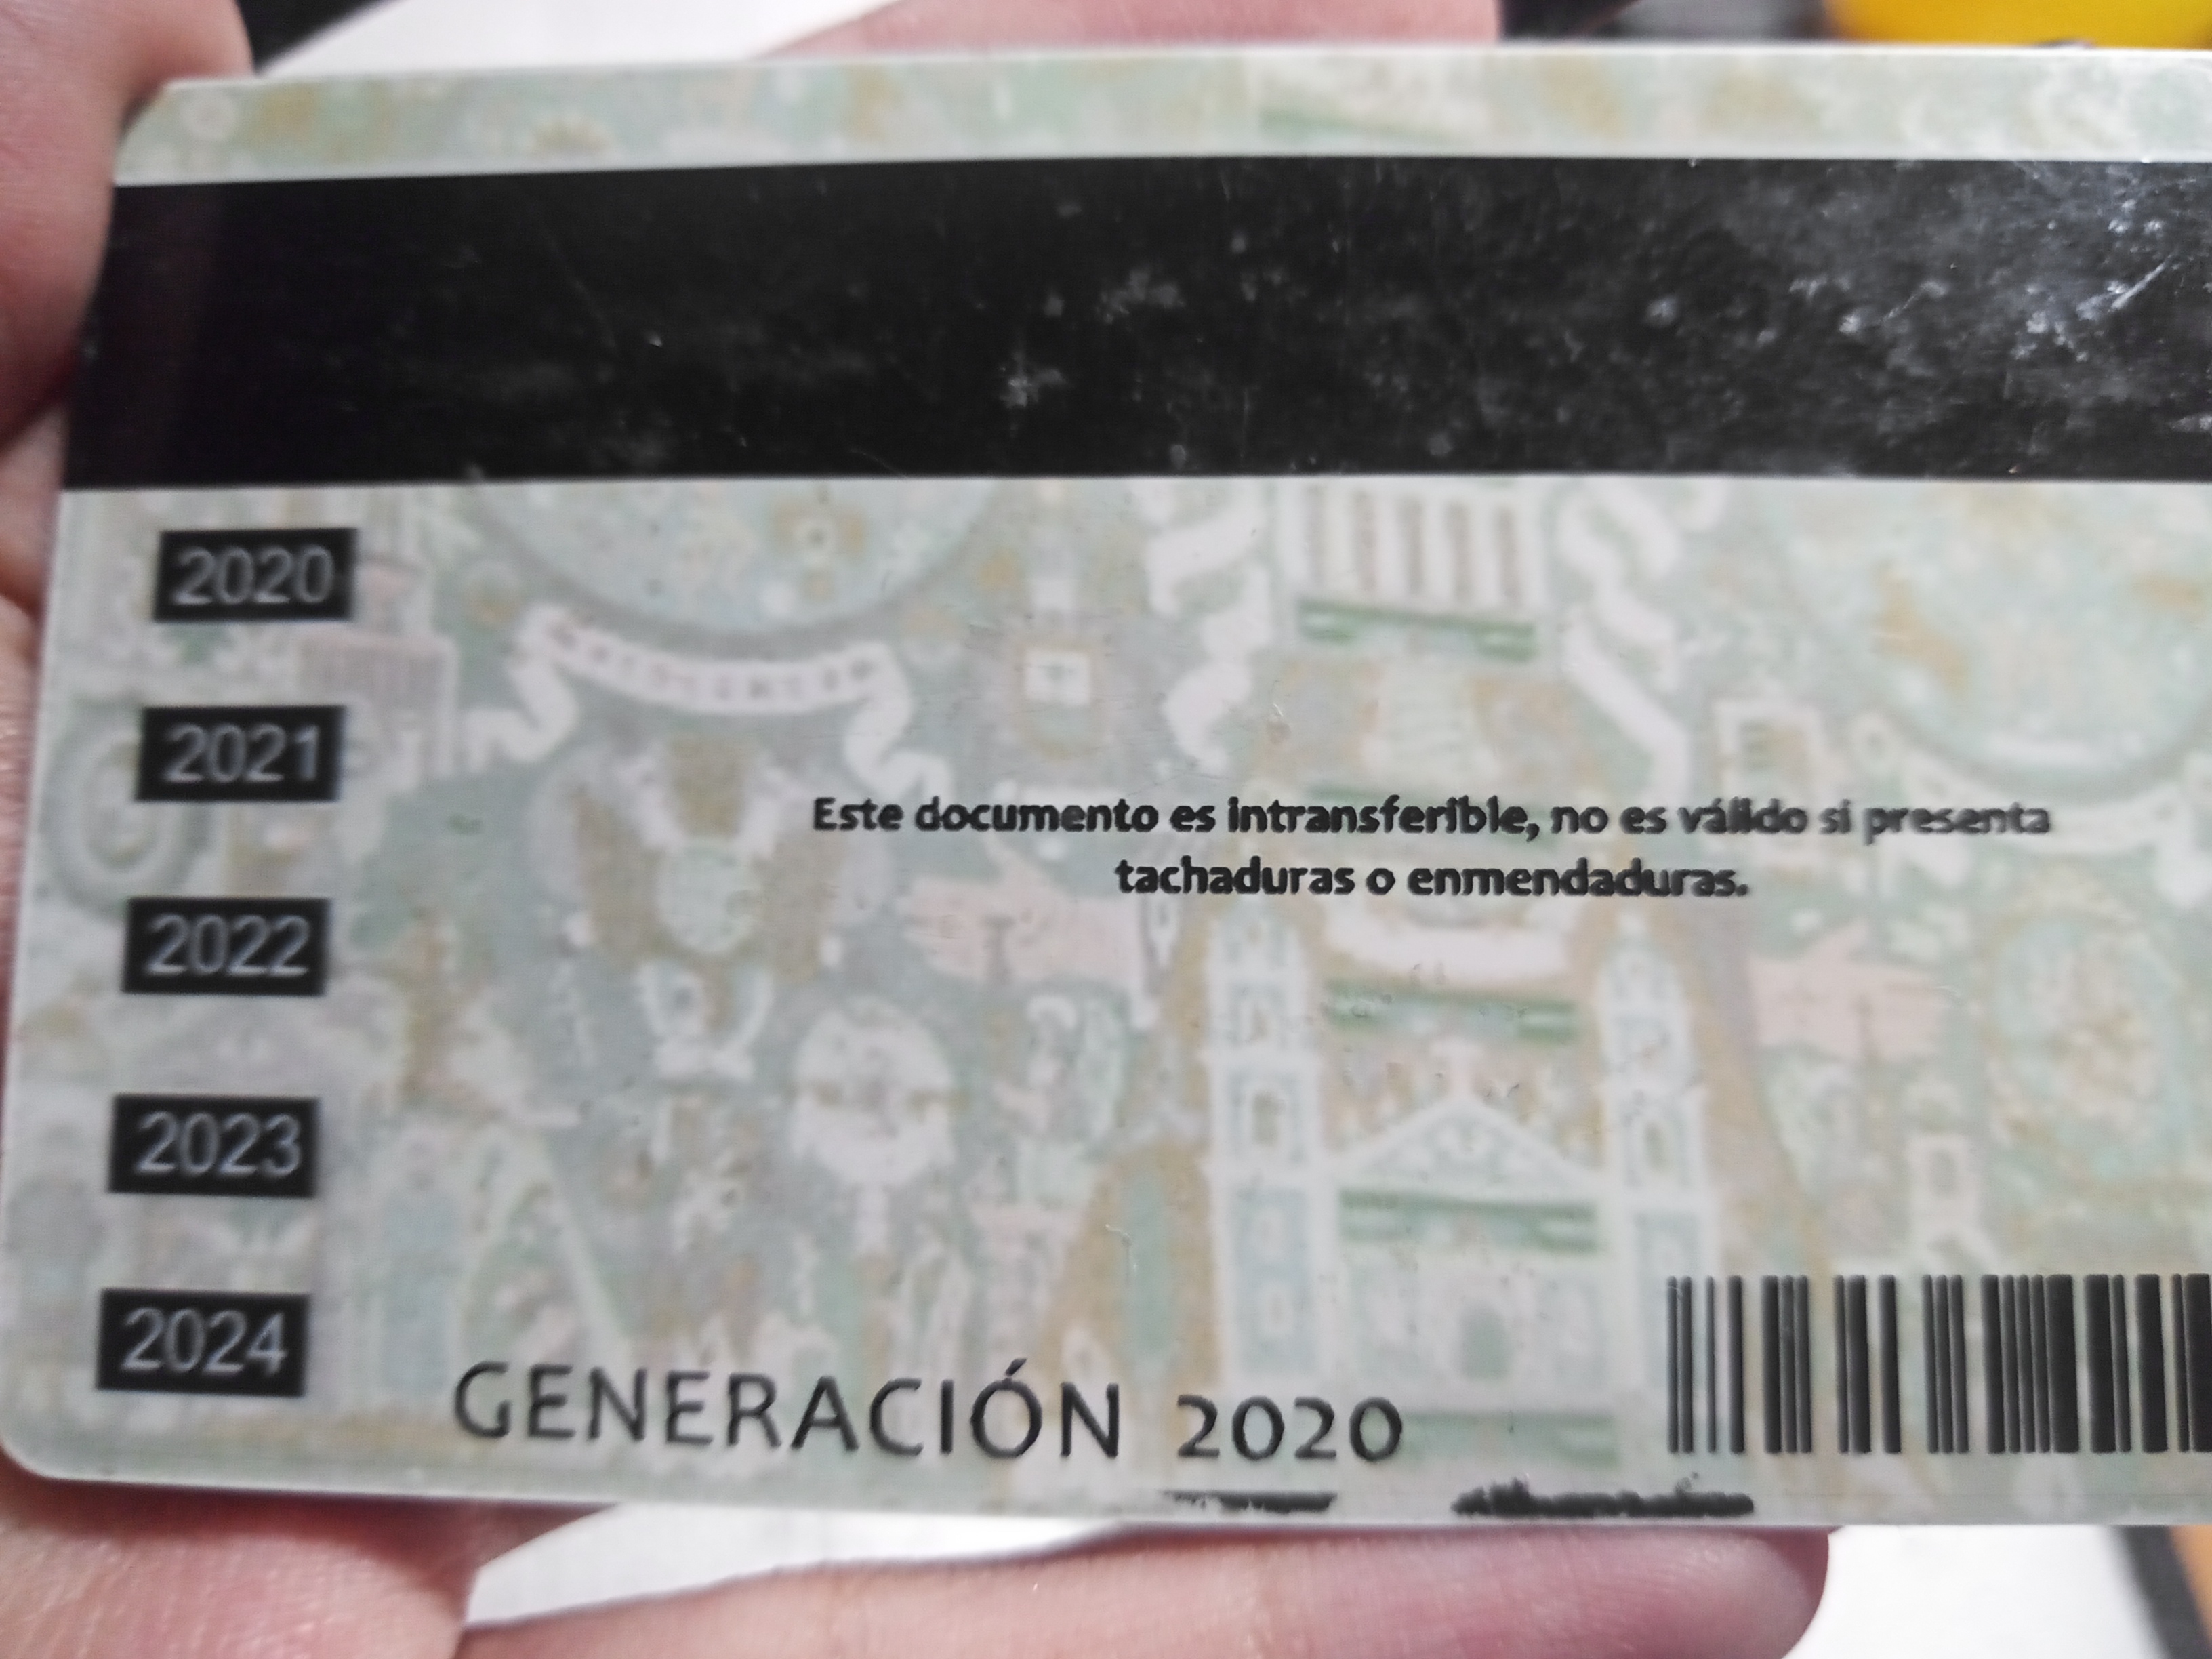 2020
2021
Este documento es intransferible, no es válido si presenta
tachaduras o enmendaduras.
2022
2023
2024
GENERACIÓN 2020